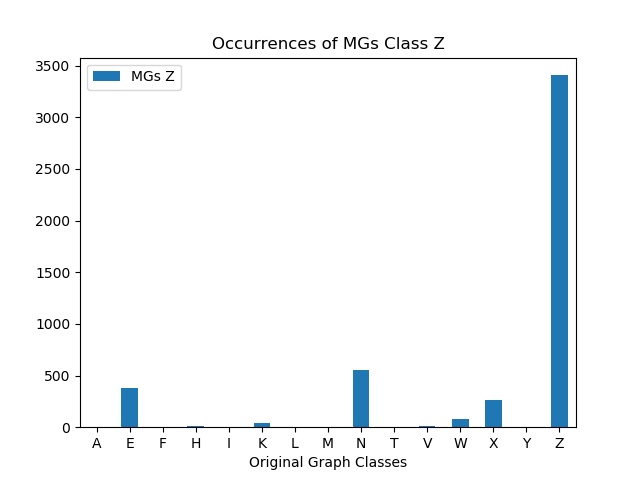 Occurrences of MGs Class Z
MGs Z
3500
3000
2500
2000
1500
1000
500
0
A E F H I K L M N T V W X Y Z
Original Graph Classes